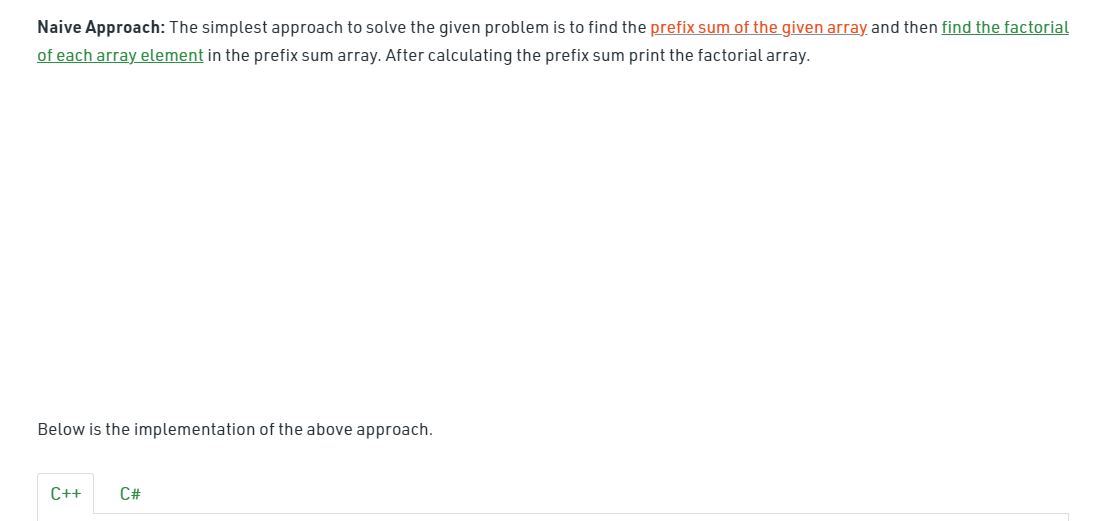 Naive Approach: The simplest approach to solve the given problem is to find the prefix sum of the given array and then find the factorial
of each array element in the prefix sum array. After calculating the prefix sum print the factorial array.
Below is the implementation of the above approach.
C++ C#